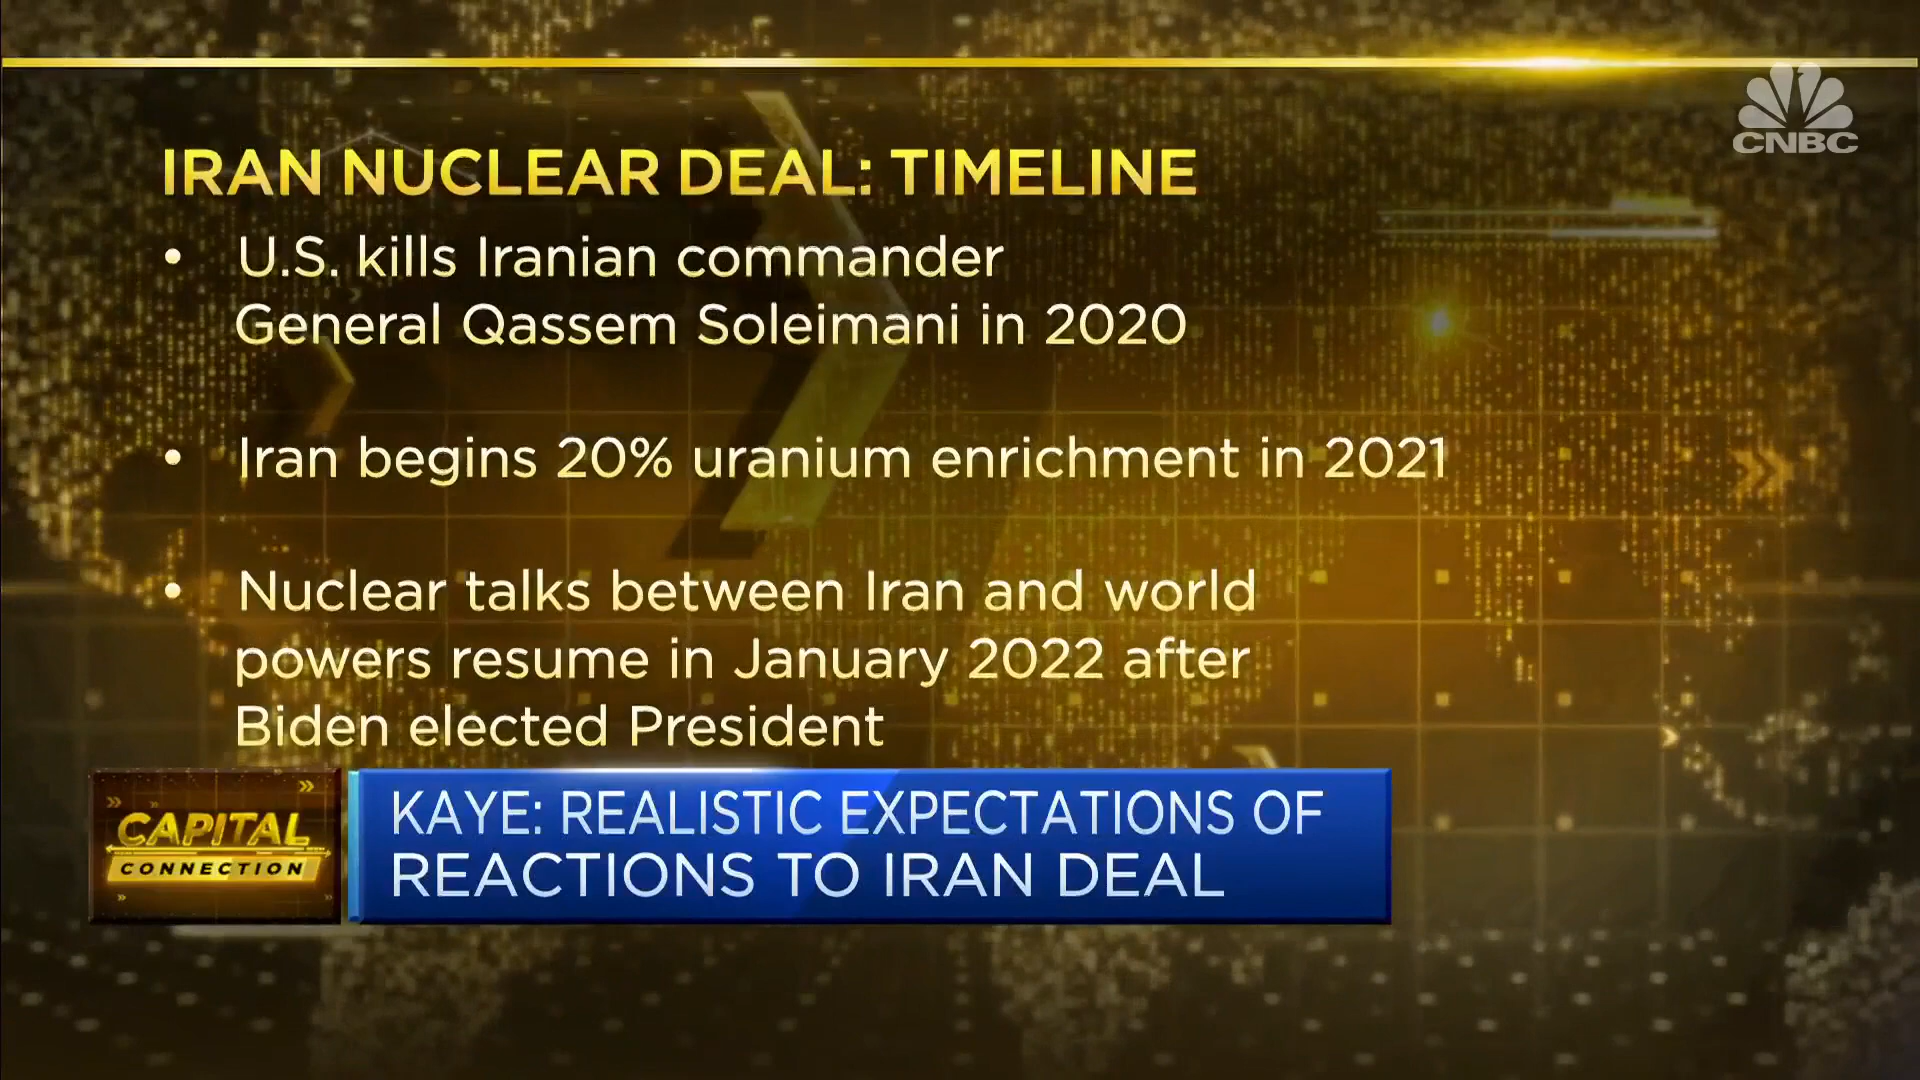 CNBC
IRAN NUCLEAR DEAL: TIMELINE
• U.S. kills Iranian commander
General Qassem Soleimani in 2020
• Iran begins 20% uranium enrichment in 2021
• Nuclear talks between Iran and world
powers resume in January 2022 after
Biden elected President
CAPITAL
CONNECTION
KAYE: REALISTIC EXPECTATIONS OF
REACTIONS TO IRAN DEAL